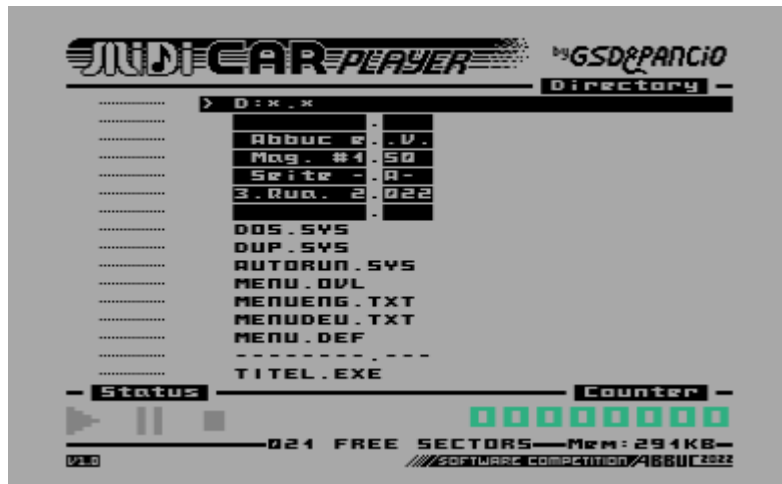 MiDi CAR PLAYER by GSD&PANCiO
Directory
> D:*.*
Abbuc e..V.
Mag. #1.50
Seite -.A-
3.Qua. 2.022
DOS.SYS
DUP.SYS
AUTORUN.SYS
MENU.OVL
MENUENG.TXT
MENUDEU.TXT
MENU.DEF
--------.---
TITEL.EXE
Status
Counter
00000000
021 FREE SECTORS
Mem:291KB
V1.0
SOFTWARE COMPETITION/ABBUC 2022